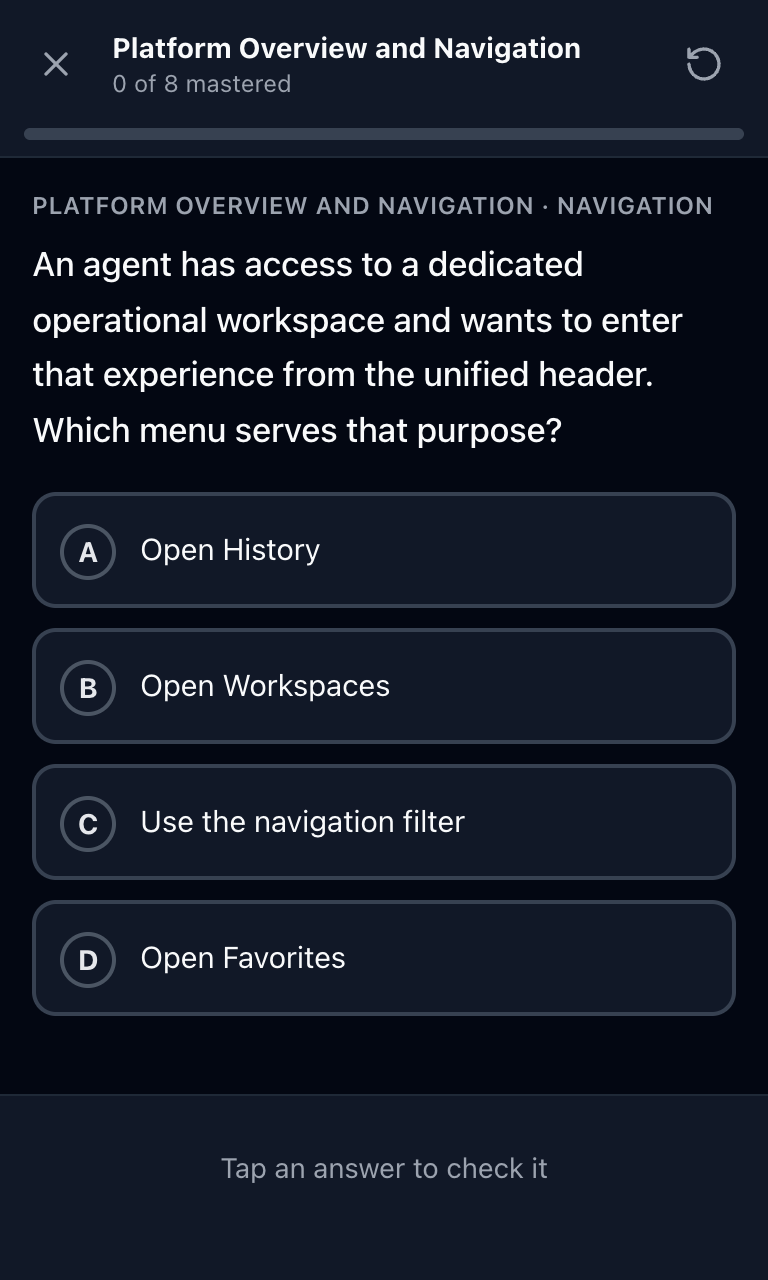 Platform Overview and Navigation
0 of 8 mastered
PLATFORM OVERVIEW AND NAVIGATION · NAVIGATION
An agent has access to a dedicated
operational workspace and wants to enter
that experience from the unified header.
Which menu serves that purpose?
A Open History
B Open Workspaces
C Use the navigation filter
D Open Favorites
Tap an answer to check it